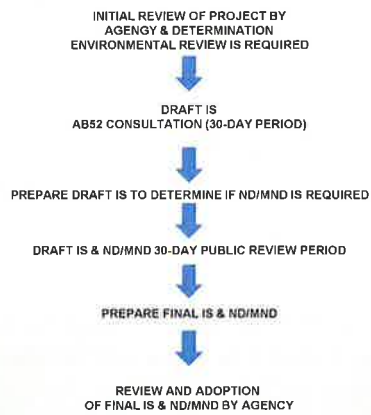 INITIAL REVIEW OF PROJECT BY
AGENGY & DETERMINATION
ENVIRONMENTAL REVIEW IS REQUIRED
DRAFT IS
AB52 CONSULTATION (30-DAY PERIOD)
PREPARE DRAFT IS TO DETERMINE IF ND/MND IS REQUIRED
DRAFT IS & ND/MND 30-DAY PUBLIC REVIEW PERIOD
PREPARE FINAL IS & ND/MND
REVIEW AND ADOPTION
OF FINAL IS & ND/MND BY AGENCY